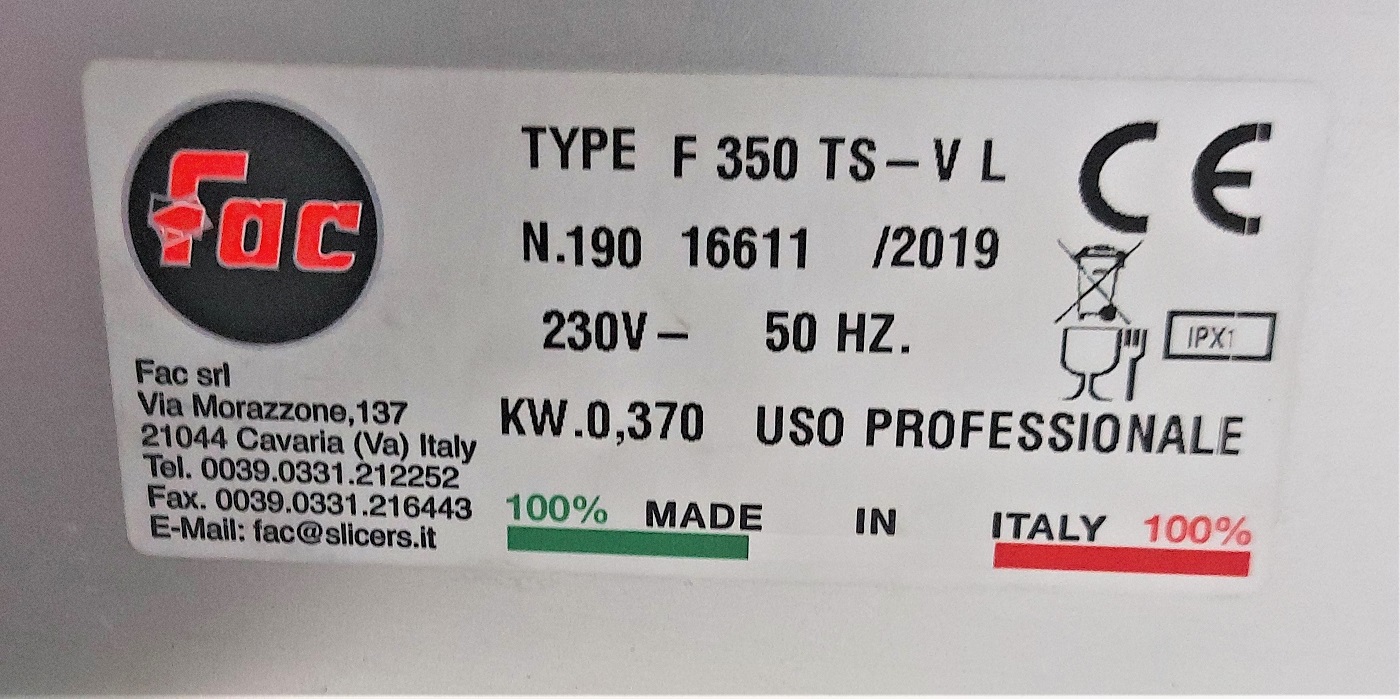 Fac
TYPE F 350 TS – V L
CE
N.190 16611 /2019
230V – 50 HZ.
IPX1
KW.0,370 USO PROFESSIONALE
Fac srl
Via Morazzone,137
21044 Cavaria (Va) Italy
Tel. 0039.0331.212252
Fax. 0039.0331.216443
E-Mail: fac@slicers.it
100% MADE IN ITALY 100%